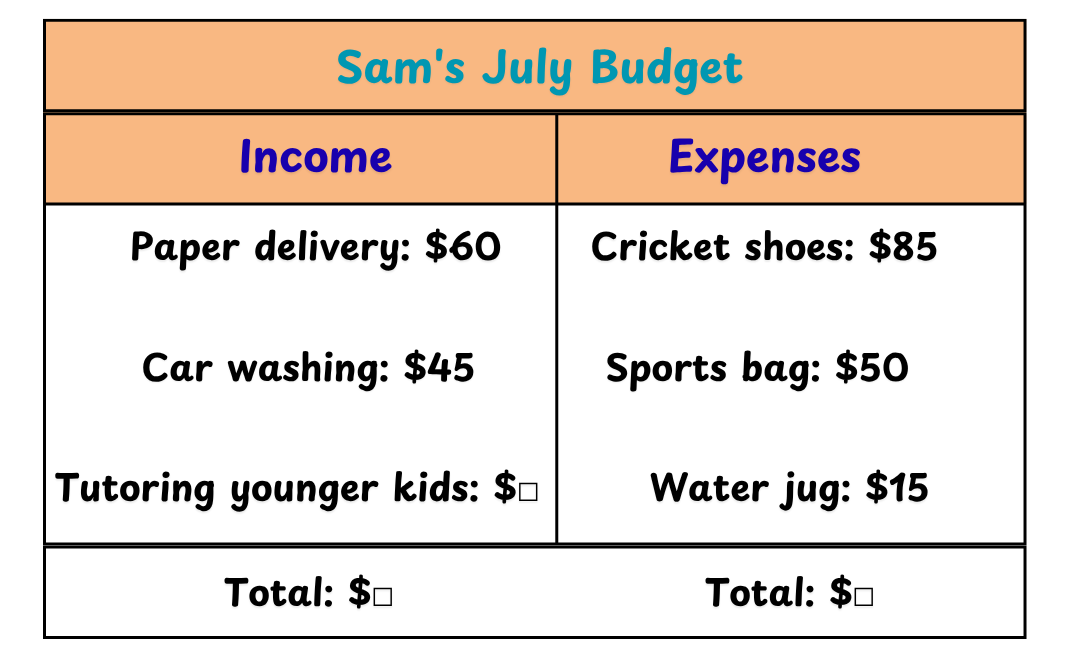 Sam's July Budget
Income
Expenses
Paper delivery: $60
Cricket shoes: $85
Car washing: $45
Sports bag: $50
Tutoring younger kids: $□
Water jug: $15
Total: $□
Total: $□